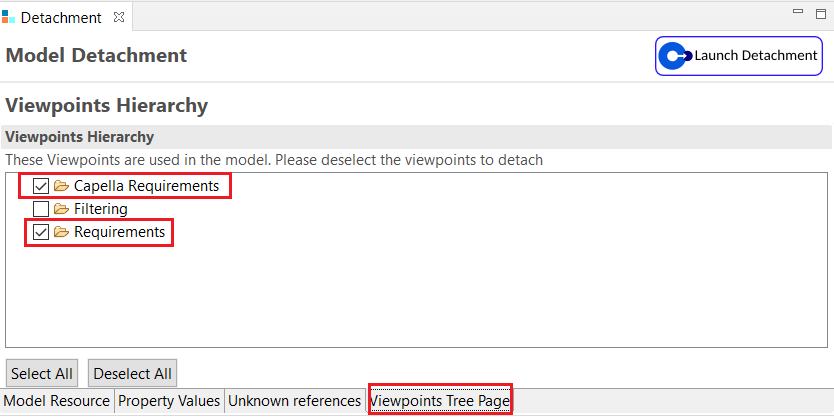 Detachment
Model Detachment
Launch Detachment
Viewpoints Hierarchy
Viewpoints Hierarchy
These Viewpoints are used in the model. Please deselect the viewpoints to detach
Capella Requirements
Filtering
Requirements
Select All Deselect All
Model Resource Property Values Unknown references Viewpoints Tree Page